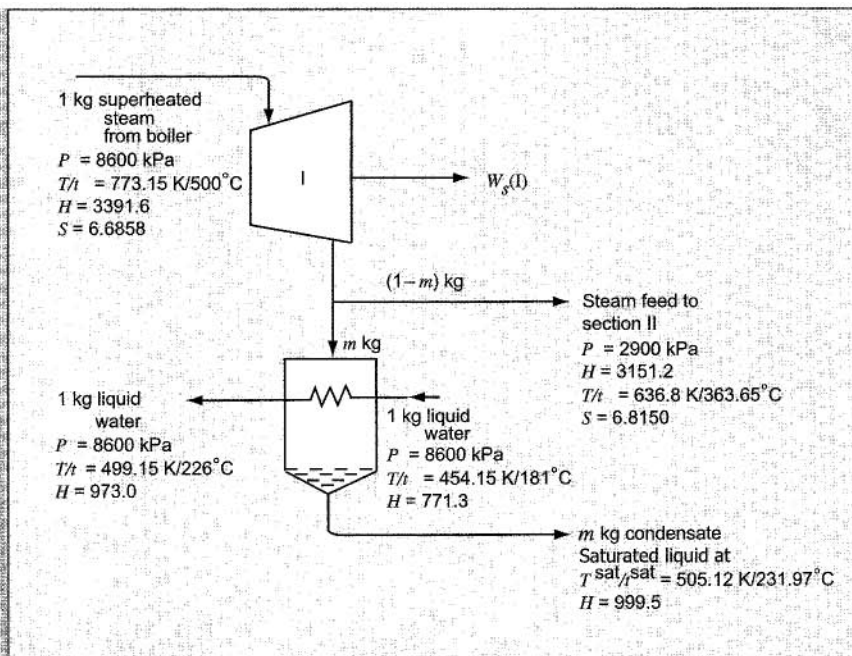 1 kg superheated
steam
from boiler
P = 8600 kPa
T/t = 773.15 K/500°C
H = 3391.6
S = 6.6858
I
Ws(I)
(1−m) kg
Steam feed to
section II
P = 2900 kPa
H = 3151.2
T/t = 636.8 K/363.65°C
S = 6.8150
m kg
1 kg liquid
water
P = 8600 kPa
T/t = 499.15 K/226°C
H = 973.0
1 kg liquid
water
P = 8600 kPa
T/t = 454.15 K/181°C
H = 771.3
m kg condensate
Saturated liquid at
T sat/t sat = 505.12 K/231.97°C
H = 999.5